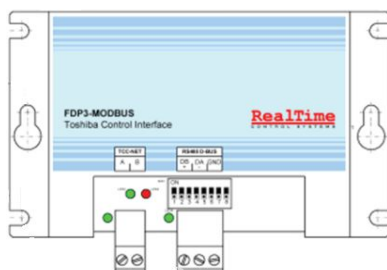 FDP3-MODBUS
Toshiba Control Interface
RealTime
CONTROL SYSTEMS
TCC-NET
A B
RS485 D-BUS
DB DA GND
+ -
ON
1 2 3 4 5 6 7 8